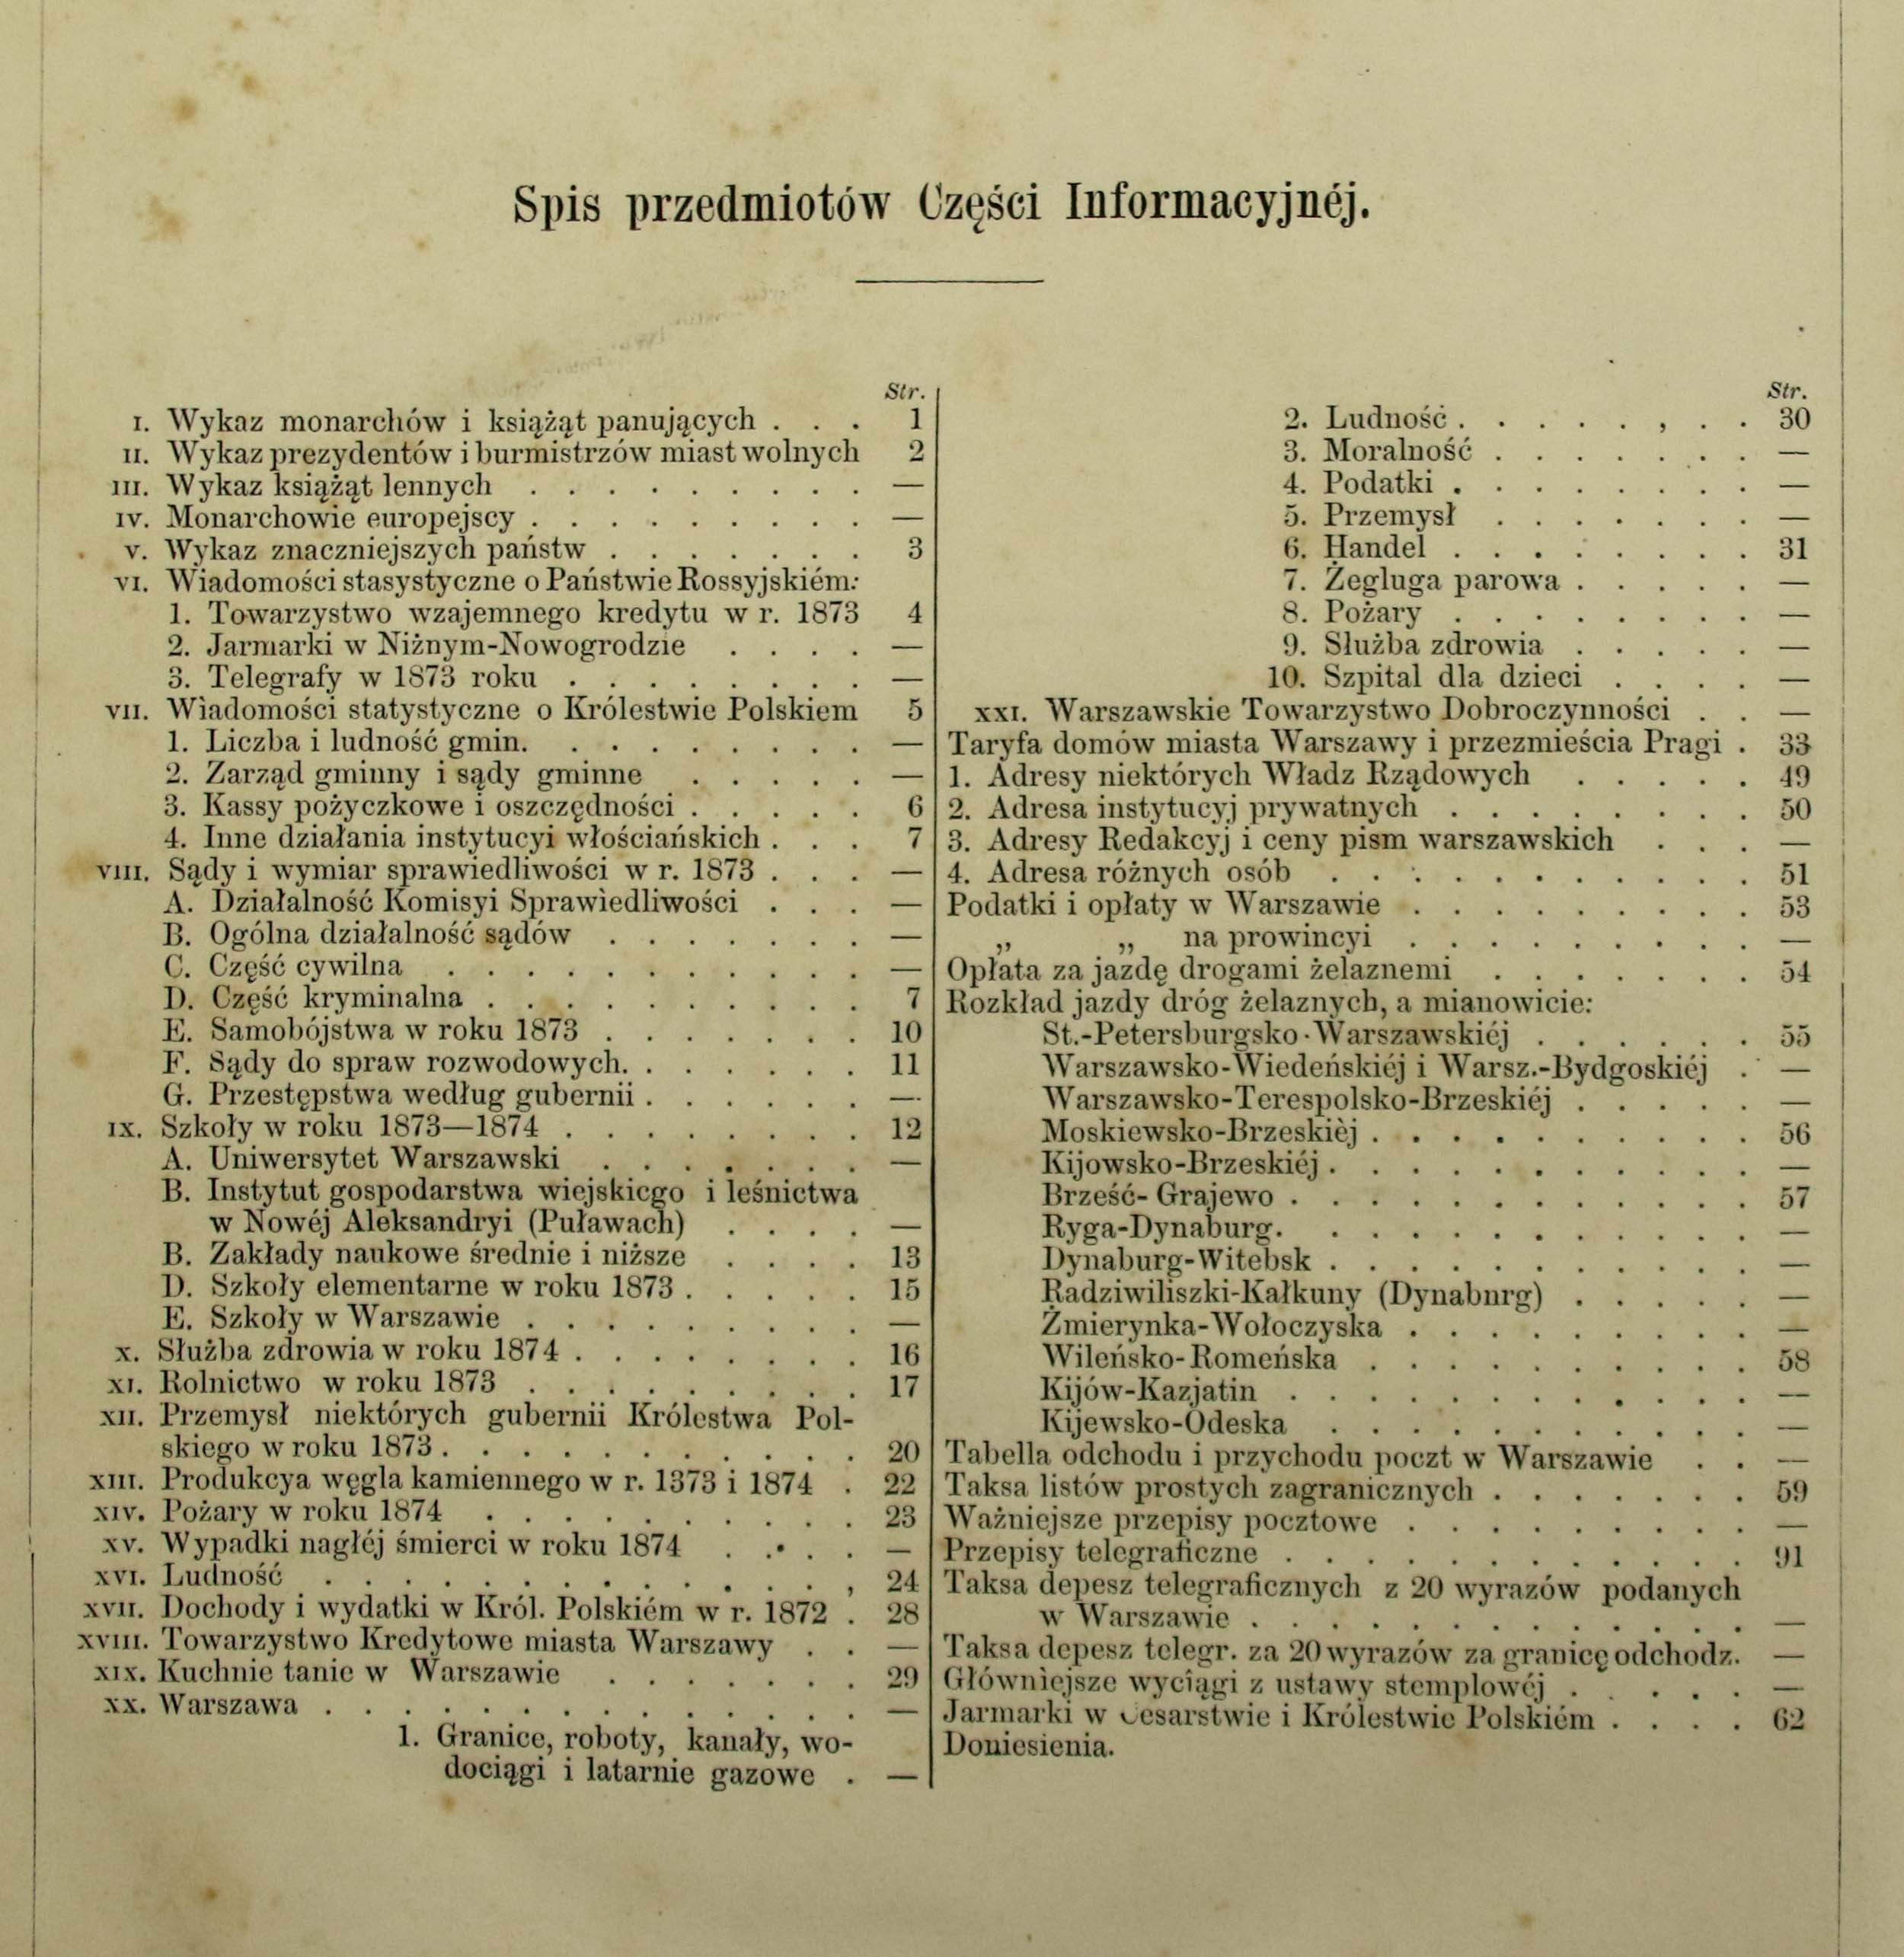 Spis przedmiotów Części Informacyjnéj.
Str.
I. Wykaz monarchów i książąt panujących . . . 1
II. Wykaz prezydentów i burmistrzów miast wolnych 2
III. Wykaz książąt lennych . . . . . . . . . —
IV. Monarchowie europejscy . . . . . . . . . —
V. Wykaz znaczniejszych państw . . . . . . . 3
VI. Wiadomości stasystyczne o Państwie Rossyjskiém:
1. Towarzystwo wzajemnego kredytu w r. 1873 4
2. Jarmarki w Niżnym-Nowogrodzie . . . . —
3. Telegrafy w 1873 roku . . . . . . . . —
VII. Wiadomości statystyczne o Królestwie Polskiem 5
1. Liczba i ludność gmin. . . . . . . . . —
2. Zarząd gminny i sądy gminne . . . . . —
3. Kassy pożyczkowe i oszczędności . . . . . 6
4. Inne działania instytucyi włościańskich . . . 7
VIII. Sądy i wymiar sprawiedliwości w r. 1873 . . . —
A. Działalność Komisyi Sprawiedliwości . . . —
B. Ogólna działalność sądów . . . . . . . —
C. Część cywilna . . . . . . . . . . . —
D. Część kryminalna . . . . . . . . . . 7
E. Samobójstwa w roku 1873 . . . . . . . 10
F. Sądy do spraw rozwodowych. . . . . . . 11
G. Przestępstwa według gubernii . . . . . . —
IX. Szkoły w roku 1873—1874 . . . . . . . . 12
A. Uniwersytet Warszawski . . . . . . . —
B. Instytut gospodarstwa wiejskiego i leśnictwa
w Nowéj Aleksandryi (Puławach) . . . . —
B. Zakłady naukowe średnie i niższe . . . . 13
D. Szkoły elementarne w roku 1873 . . . . . 15
E. Szkoły w Warszawie . . . . . . . . . —
X. Służba zdrowia w roku 1874 . . . . . . . . 16
XI. Rolnictwo w roku 1873 . . . . . . . . . 17
XII. Przemysł niektórych gubernii Królestwa Pol-
skiego w roku 1873 . . . . . . . . . . . 20
XIII. Produkcya węgla kamiennego w r. 1373 i 1874 . 22
XIV. Pożary w roku 1874 . . . . . . . . . . 23
XV. Wypadki nagłéj śmierci w roku 1874 . . . . —
XVI. Ludność . . . . . . . . . . . . , 24
XVII. Dochody i wydatki w Król. Polskiém w r. 1872 . 28
XVIII. Towarzystwo Kredytowe miasta Warszawy . . —
XIX. Kuchnie tanie w Warszawie . . . . . . . 29
XX. Warszawa . . . . . . . . . . . . . . —
1. Granice, roboty, kanały, wo-
dociągi i latarnie gazowe . —
Str.
2. Ludność . . . . . , . . 30
3. Moralność . . . . . . . —
4. Podatki . . . . . . . . —
5. Przemysł . . . . . . . —
6. Handel . . . . . . . . 31
7. Żegluga parowa . . . . . —
8. Pożary . . . . . . . . —
9. Służba zdrowia . . . . . —
10. Szpital dla dzieci . . . . —
XXI. Warszawskie Towarzystwo Dobroczynności . . —
Taryfa domów miasta Warszawy i przezmieścia Pragi . 33
1. Adresy niektórych Władz Rządowych . . . . . 49
2. Adresa instytucyj prywatnych . . . . . . . . 50
3. Adresy Redakcyj i ceny pism warszawskich . . . —
4. Adresa różnych osób . . . . . . . . . . . 51
Podatki i opłaty w Warszawie . . . . . . . . . 53
„ „ na prowincyi . . . . . . . . . —
Opłata za jazdę drogami żelaznemi . . . . . . . 54
Rozkład jazdy dróg żelaznych, a mianowicie:
St.-Petersburgsko-Warszawskiéj . . . . . . 55
Warszawsko-Wiedeńskiéj i Warsz.-Bydgoskiéj . —
Warszawsko-Terespolsko-Brzeskiéj . . . . . —
Moskiewsko-Brzeskièj . . . . . . . . . . 56
Kijowsko-Brzeskiéj . . . . . . . . . . . —
Brześć- Grajewo . . . . . . . . . . . . 57
Ryga-Dynaburg. . . . . . . . . . . . —
Dynaburg-Witebsk . . . . . . . . . . . —
Radziwiliszki-Kałkuny (Dynabnrg) . . . . . —
Żmierynka-Wołoczyska . . . . . . . . . —
Wileńsko-Romeńska . . . . . . . . . . 58
Kijów-Kazjatin . . . . . . . . . . . . —
Kijewsko-Odeska . . . . . . . . . . . —
Tabella odchodu i przychodu poczt w Warszawie . . —
Taksa listów prostych zagranicznych . . . . . . . 59
Ważniejsze przepisy pocztowe . . . . . . . . . —
Przepisy telegraficzne . . . . . . . . . . . . 91
Taksa depesz telegraficznych z 20 wyrazów podanych
w Warszawie . . . . . . . . . . . . . —
Taksa depesz telegr. za 20 wyrazów za granicę odchodz. —
Główniejsze wyciągi z ustawy stemplowéj . . . . . —
Jarmarki w Cesarstwie i Królestwie Polskiém . . . . 62
Doniesienia.